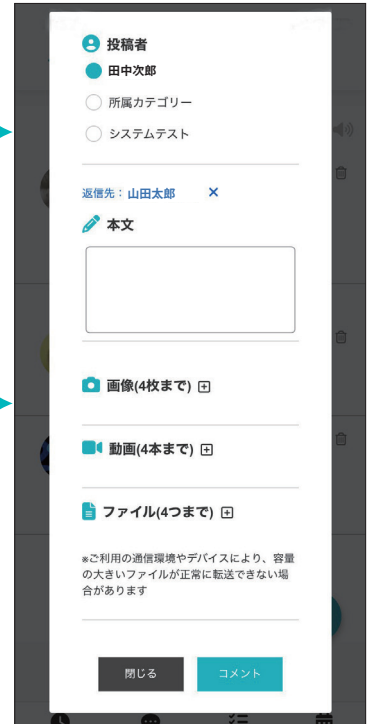 投稿者
田中次郎
所属カテゴリー
システムテスト
返信先：山田太郎 ×
本文
画像(4枚まで)
動画(4本まで)
ファイル(4つまで)
※ご利用の通信環境やデバイスにより、容量
の大きいファイルが正常に転送できない場
合があります
閉じる コメント